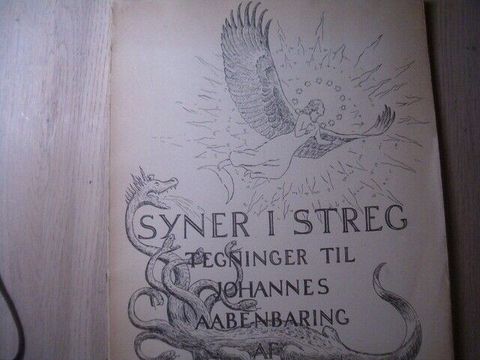 SYNER I STREG
TEGNINGER TIL
JOHANNES
AABENBARING
AF